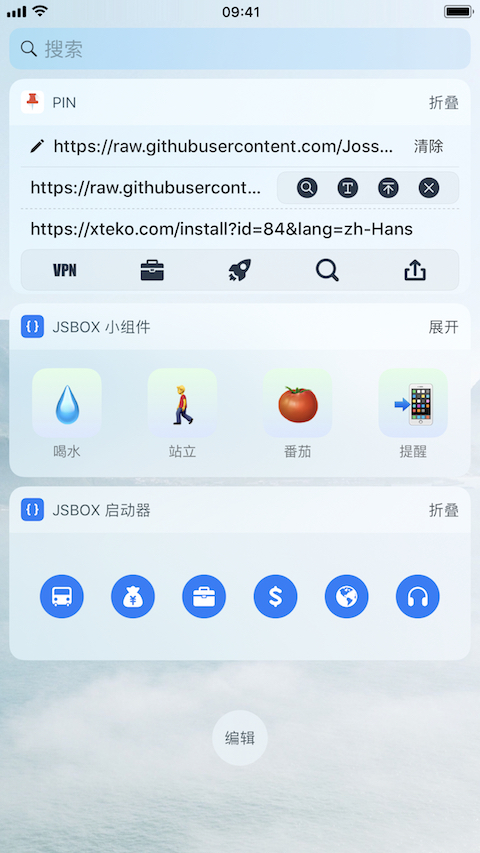 09:41
搜索
PIN 折叠
https://raw.githubusercontent.com/Joss... 清除
https://raw.githubusercont...
https://xteko.com/install?id=84&lang=zh-Hans
VPN
JSBOX 小组件 展开
喝水 站立 番茄 提醒
JSBOX 启动器 折叠
编辑